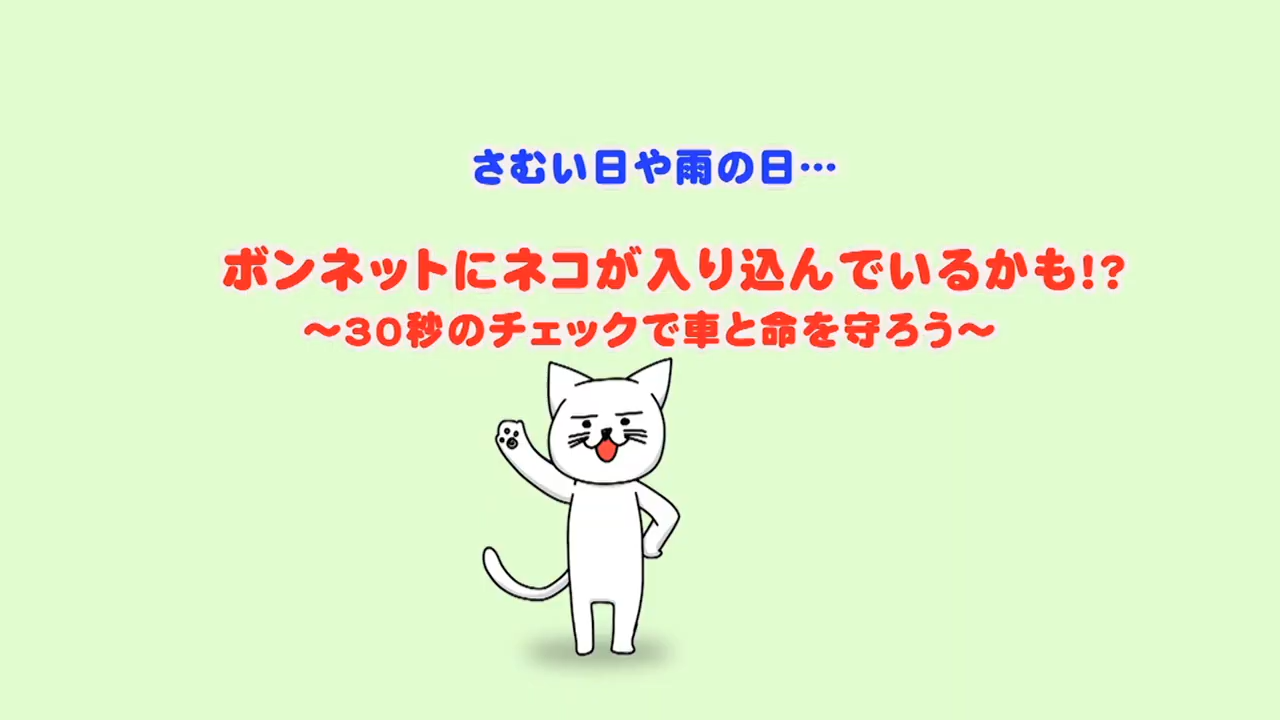 さむい日や雨の日…
ボンネットにネコが入り込んでいるかも!?
～30秒のチェックで車と命を守ろう～